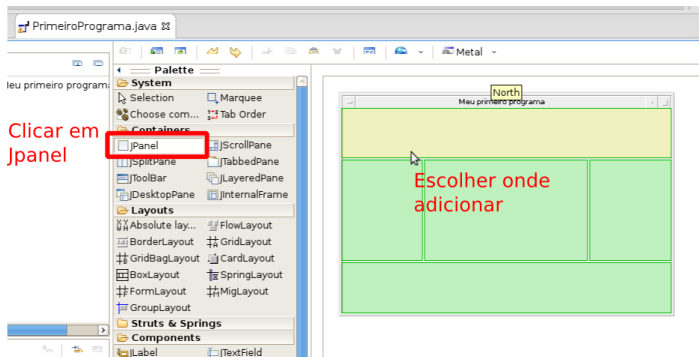 PrimeiroPrograma.java
Metal
Palette
System
Selection Marquee
Choose com... Tab Order
Containers
JPanel JScrollPane
JSplitPane JTabbedPane
JToolBar JLayeredPane
JDesktopPane JInternalFrame
Layouts
Absolute lay... FlowLayout
BorderLayout GridLayout
GridBagLayout CardLayout
BoxLayout SpringLayout
FormLayout MigLayout
GroupLayout
Struts & Springs
Components
JLabel JTextField
leu primeiro program
Clicar em
Jpanel
North
Meu primeiro programa
Escolher onde
adicionar